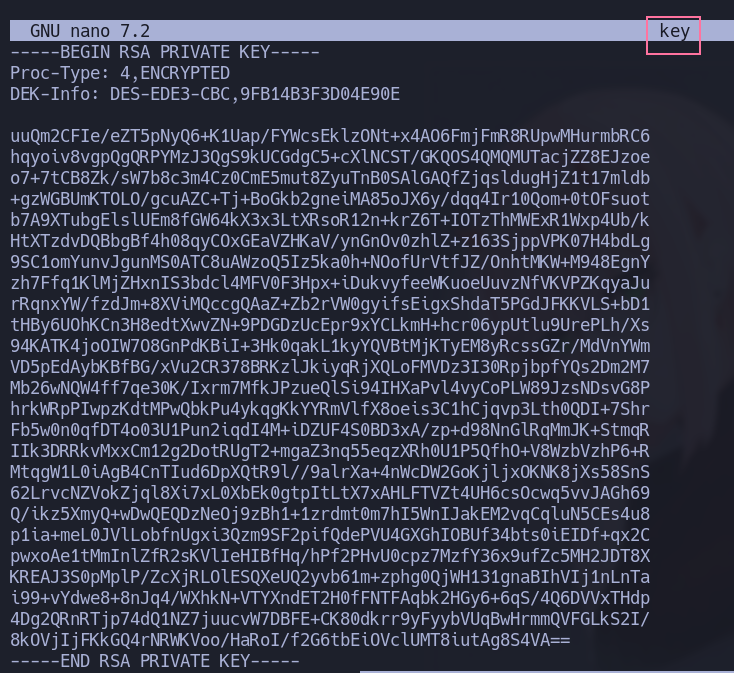 GNU nano 7.2 key
-----BEGIN RSA PRIVATE KEY-----
Proc-Type: 4,ENCRYPTED
DEK-Info: DES-EDE3-CBC,9FB14B3F3D04E90E
uuQm2CFIe/eZT5pNyQ6+K1Uap/FYWcsEklzONt+x4AO6FmjFmR8RUpwMHurmbRC6
hqyoiv8vgpQgQRPYMzJ3QgS9kUCGdgC5+cXlNCST/GKQOS4QMQMUTacjZZ8EJzoe
o7+7tCB8Zk/sW7b8c3m4Cz0CmE5mut8ZyuTnB0SAlGAQfZjqsldugHjZ1t17mldb
+gzWGBUmKTOLO/gcuAZC+Tj+BoGkb2gneiMA85oJX6y/dqq4Ir10Qom+0tOFsuot
b7A9XTubgElslUEm8fGW64kX3x3LtXRsoR12n+krZ6T+IOTzThMWExR1Wxp4Ub/k
HtXTzdvDQBbgBf4h08qyCOxGEaVZHKaV/ynGnOv0zhlZ+z163SjppVPK07H4bdLg
9SC1omYunvJgunMS0ATC8uAWzoQ5Iz5ka0h+NOofUrVtfJZ/OnhtMKW+M948EgnY
zh7Ffq1KlMjZHxnIS3bdcl4MFV0F3Hpx+iDukvyfeeWKuoeUuvzNfVKVPZKqyaJu
rRqnxYW/fzdJm+8XViMQccgQAaZ+Zb2rVW0gyifsEigxShdaT5PGdJFKKVLS+bD1
tHBy6UOhKCn3H8edtXwvZN+9PDGDzUcEpr9xYCLkmH+hcr06ypUtlu9UrePLh/Xs
94KATK4joOIW7O8GnPdKBiI+3Hk0qakL1kyYQVBtMjKTyEM8yRcssGZr/MdVnYWm
VD5pEdAybKBfBG/xVu2CR378BRKzlJkiyqRjXQLoFMVDz3I30RpjbpfYQs2Dm2M7
Mb26wNQW4ff7qe30K/Ixrm7MfkJPzueQlSi94IHXaPvl4vyCoPLW89JzsNDsvG8P
hrkWRpPIwpzKdtMPwQbkPu4ykqgKkYYRmVlfX8oeis3C1hCjqvp3Lth0QDI+7Shr
Fb5w0n0qfDT4o03U1Pun2iqdI4M+iDZUF4S0BD3xA/zp+d98NnGlRqMmJK+StmqR
IIk3DRRkvMxxCm12g2DotRUgT2+mgaZ3nq55eqzXRh0U1P5QfhO+V8WzbVzhP6+R
MtqgW1L0iAgB4CnTIud6DpXQtR9l//9alrXa+4nWcDW2GoKjljxOKNK8jXs58SnS
62LrvcNZVokZjql8Xi7xL0XbEk0gtpItLtX7xAHLFTVZt4UH6csOcwq5vvJAGh69
Q/ikz5XmyQ+wDwQEQDzNeOj9zBh1+1zrdmt0m7hI5WnIJakEM2vqCqluN5CEs4u8
p1ia+meL0JVlLobfnUgxi3Qzm9SF2pifQdePVU4GXGhIOBUf34bts0iEIDf+qx2C
pwxoAe1tMmInlZfR2sKVlIeHIBfHq/hPf2PHvU0cpz7MzfY36x9ufZc5MH2JDT8X
KREAJ3S0pMplP/ZcXjRLOlESQXeUQ2yvb61m+zphg0QjWH131gnaBIhVIj1nLnTa
i99+vYdwe8+8nJq4/WXhkN+VTYXndET2H0fFNTFAqbk2HGy6+6qS/4Q6DVVxTHdp
4Dg2QRnRTjp74dQ1NZ7juucvW7DBFE+CK80dkrr9yFyybVUqBwHrmmQVFGLkS2I/
8kOVjIjFKkGQ4rNRWKVoo/HaRoI/f2G6tbEiOVclUMT8iutAg8S4VA==
-----END RSA PRIVATE KEY-----